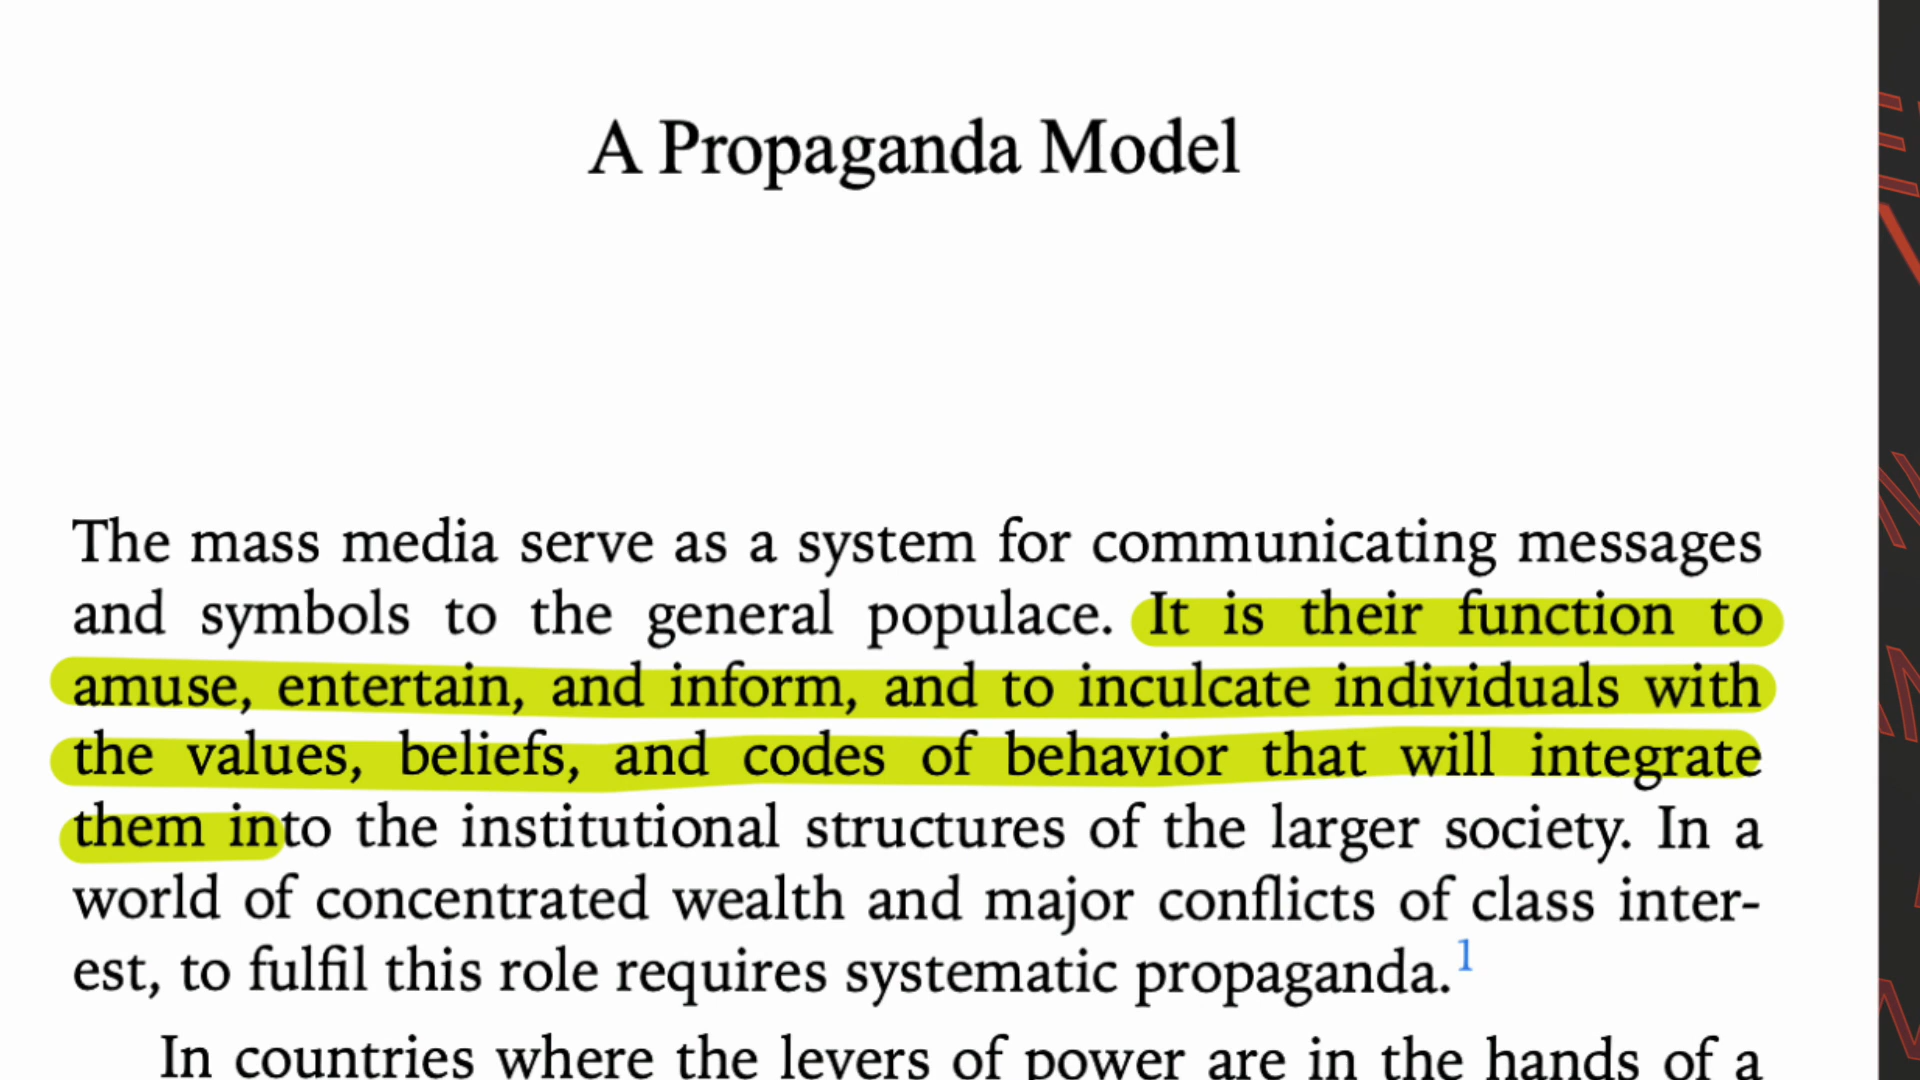 A Propaganda Model
The mass media serve as a system for communicating messages
and symbols to the general populace. It is their function to
amuse, entertain, and inform, and to inculcate individuals with
the values, beliefs, and codes of behavior that will integrate
them into the institutional structures of the larger society. In a
world of concentrated wealth and major conflicts of class inter-
est, to fulfil this role requires systematic propaganda.1
In countries where the levers of power are in the hands of a